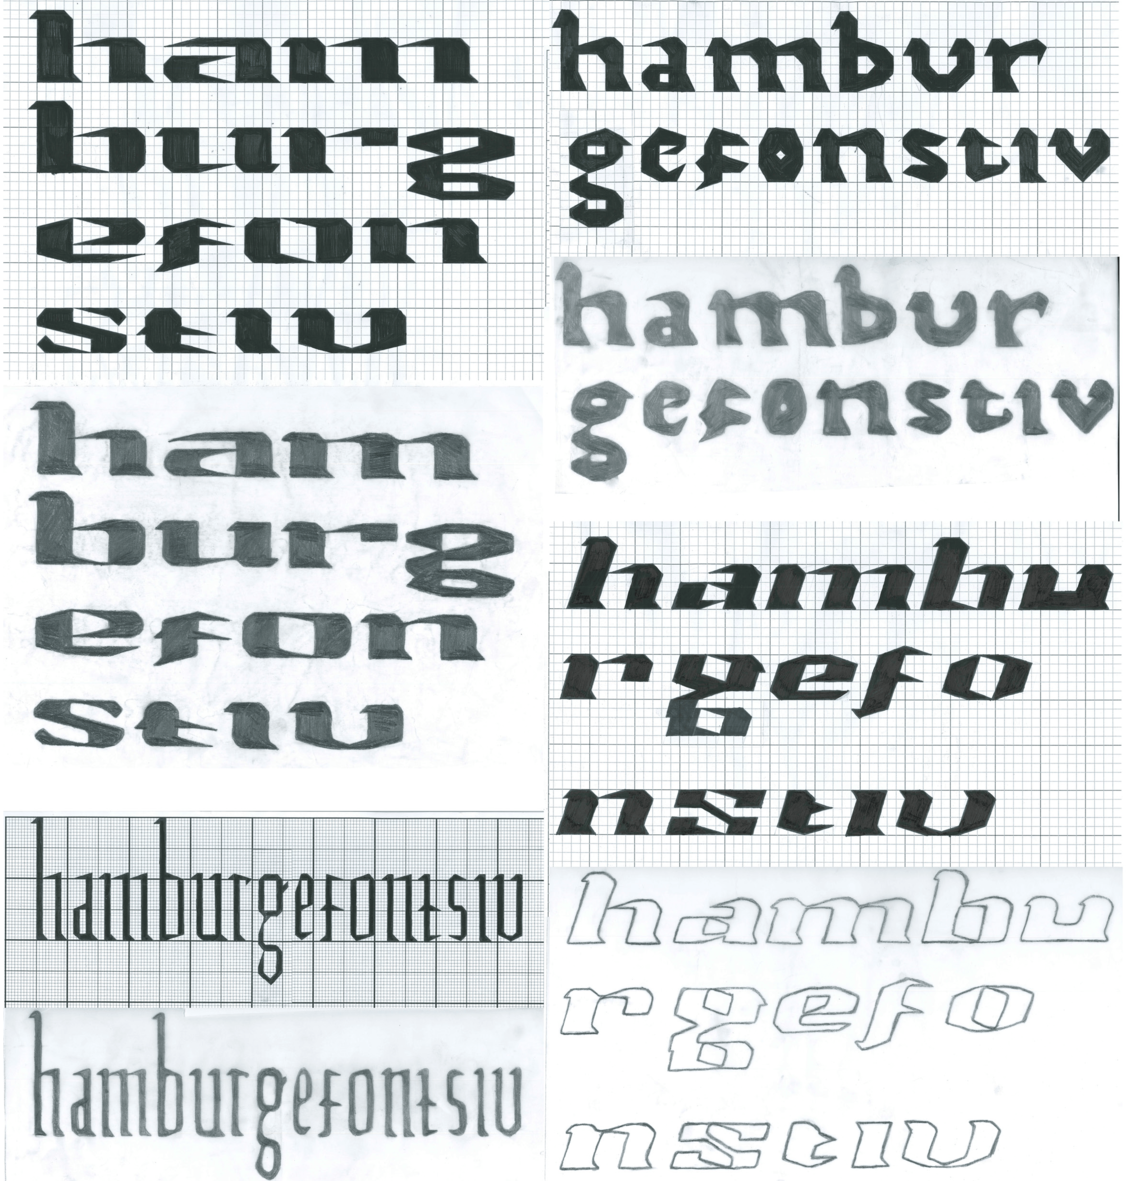 ham
burg
efon
stiv
ham
burg
efon
stiv
hamburgefontsiv
hamburgefontsiv
hambur
gefonstiv
hambur
gefonstiv
hambu
rgefo
nstiv
hambu
rgefo
nstiv